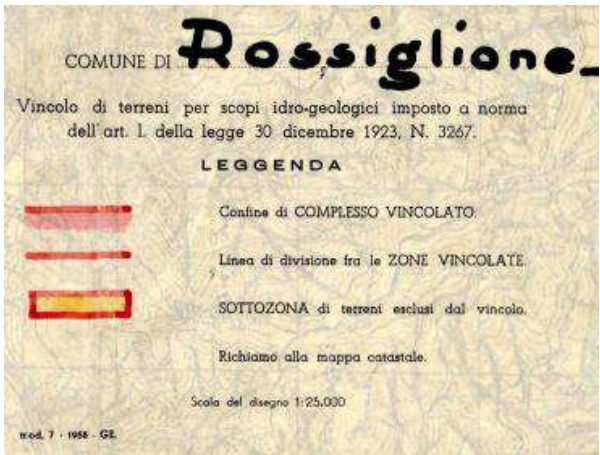 COMUNE DI Rossiglione
Vincolo di terreni per scopi idro-geologici imposto a norma
dell'art. 1. della legge 30 dicembre 1923, N. 3267.
LEGGENDA
Confine di COMPLESSO VINCOLATO.
Linea di divisione fra le ZONE VINCOLATE.
SOTTOZONA di terreni esclusi dal vincolo.
Richiamo alla mappa catastale.
Scala del disegno 1:25.000
mod. 7 - 1958 - GE.